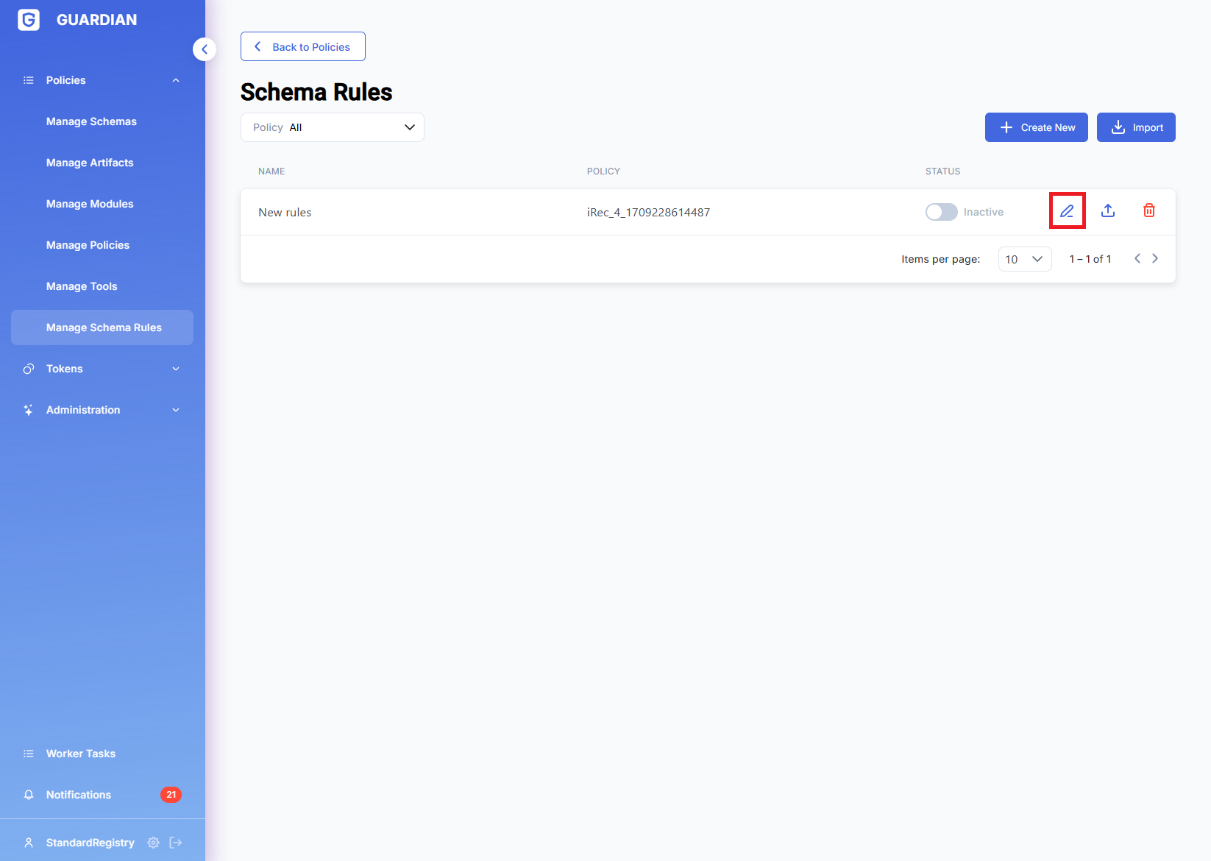 GUARDIAN
Policies
Manage Schemas
Manage Artifacts
Manage Modules
Manage Policies
Manage Tools
Manage Schema Rules
Tokens
Administration
Worker Tasks
Notifications 21
StandardRegistry
Back to Policies
Schema Rules
Policy All
Create New Import
NAME POLICY STATUS
New rules iRec_4_1709228614487 Inactive
Items per page: 10 1 – 1 of 1